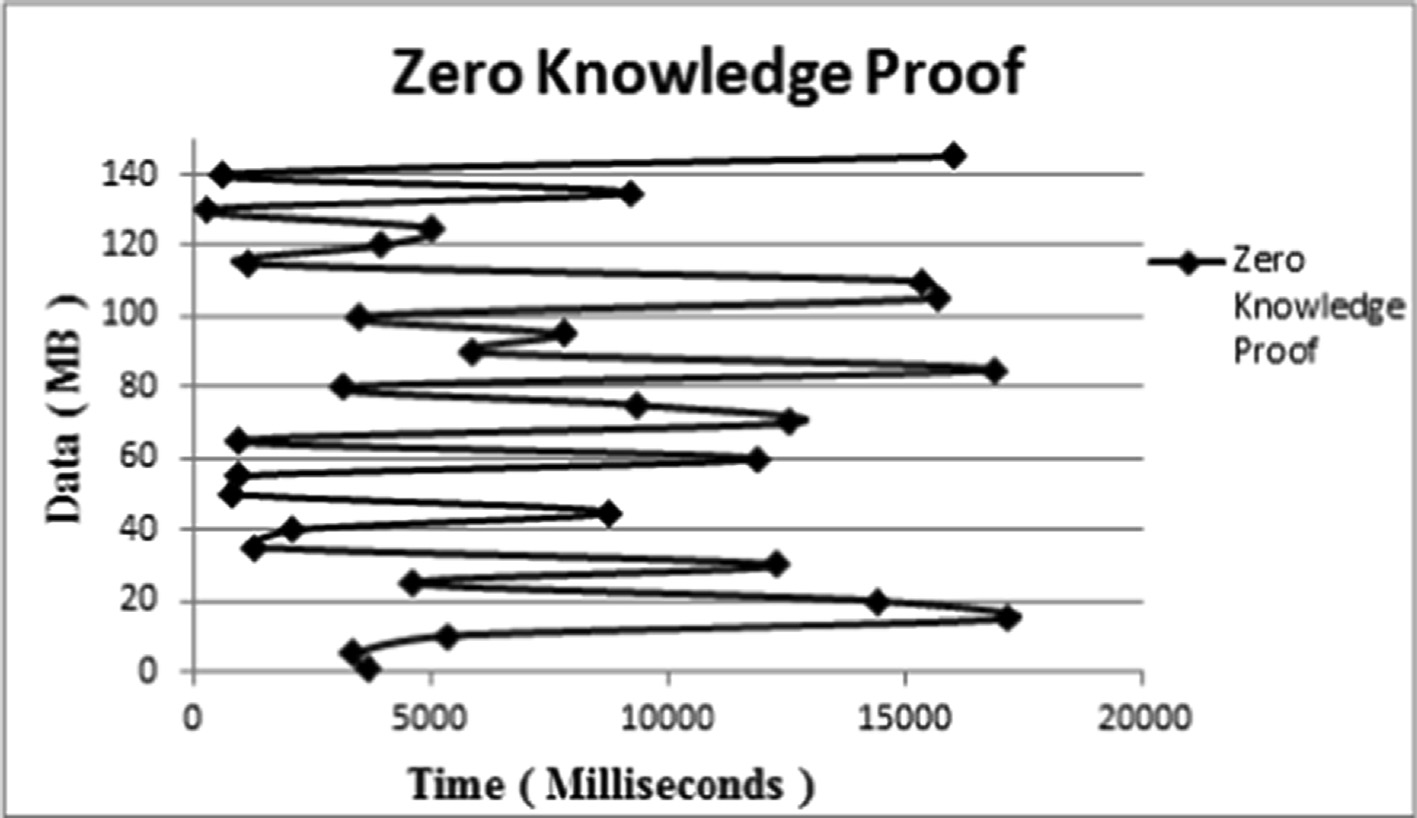 Zero Knowledge Proof
140
120
100
80
60
40
20
0
Data ( MB )
0 5000 10000 15000 20000
Time ( Milliseconds )
Zero
Knowledge
Proof